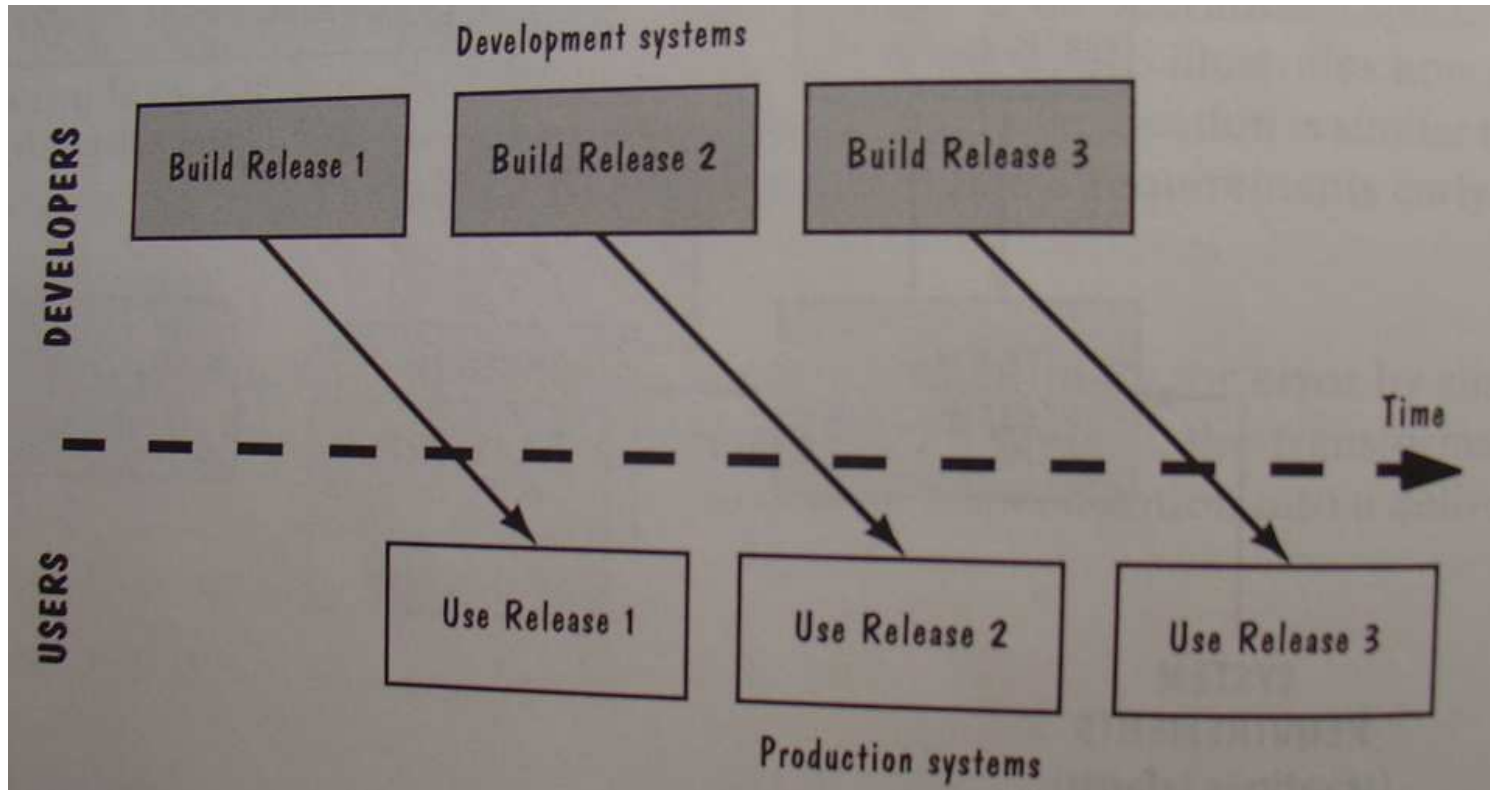 Development systems
DEVELOPERS
Build Release 1
Build Release 2
Build Release 3
Time
USERS
Use Release 1
Use Release 2
Use Release 3
Production systems